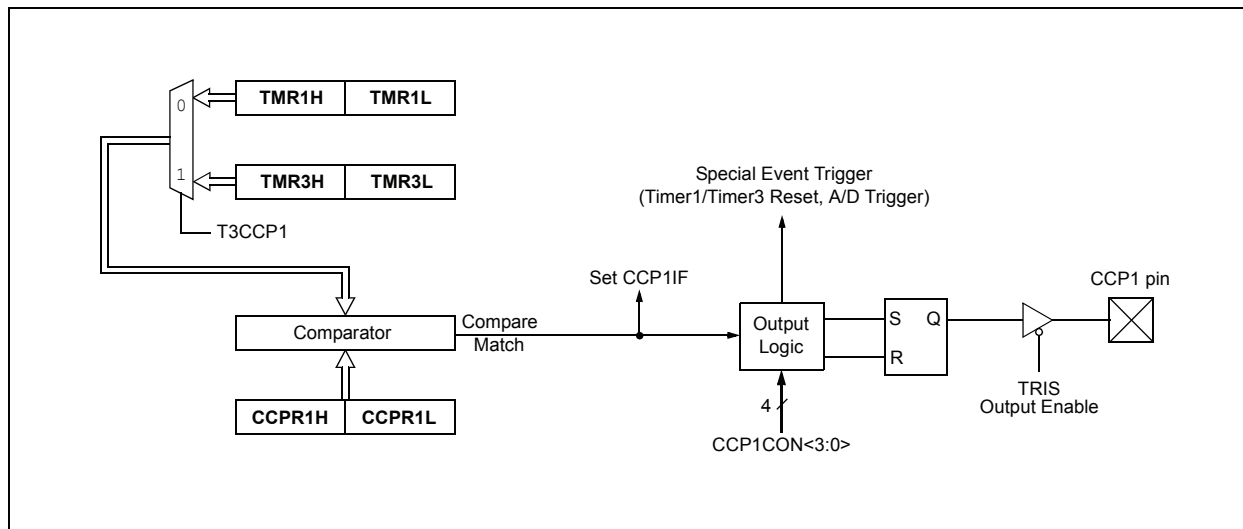 0
TMR1H TMR1L
1
TMR3H TMR3L
T3CCP1
Special Event Trigger
(Timer1/Timer3 Reset, A/D Trigger)
Set CCP1IF
CCP1 pin
Comparator
Compare
Match
Output
Logic
S Q
R
TRIS
Output Enable
CCPR1H CCPR1L
4
CCP1CON<3:0>